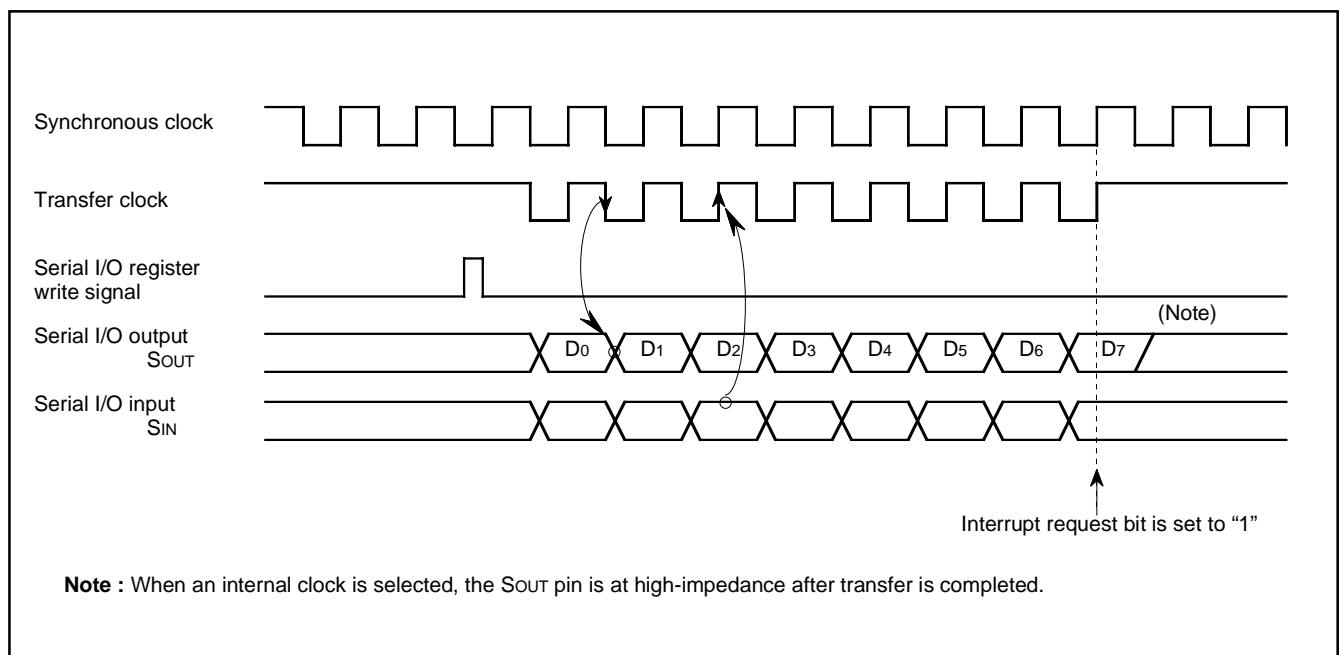 Synchronous clock
Transfer clock
Serial I/O register
write signal
(Note)
Serial I/O output
SOUT
D0 D1 D2 D3 D4 D5 D6 D7
Serial I/O input
SIN
Interrupt request bit is set to “1”
Note : When an internal clock is selected, the SOUT pin is at high-impedance after transfer is completed.